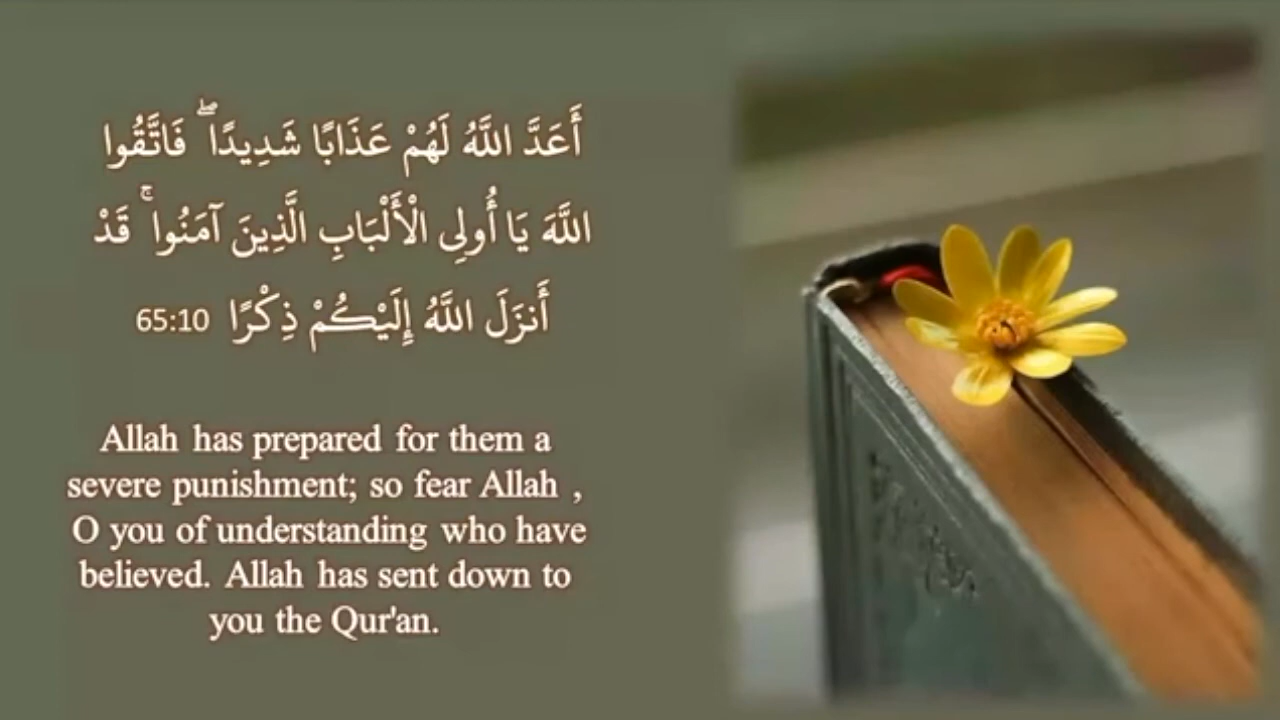 أَعَدَّ اللَّهُ لَهُمْ عَذَابًا شَدِيدًا ۖ فَاتَّقُوا
اللَّهَ يَا أُولِي الْأَلْبَابِ الَّذِينَ آمَنُوا ۚ قَدْ
أَنزَلَ اللَّهُ إِلَيْكُمْ ذِكْرًا 65:10
Allah has prepared for them a
severe punishment; so fear Allah ,
O you of understanding who have
believed. Allah has sent down to
you the Qur'an.